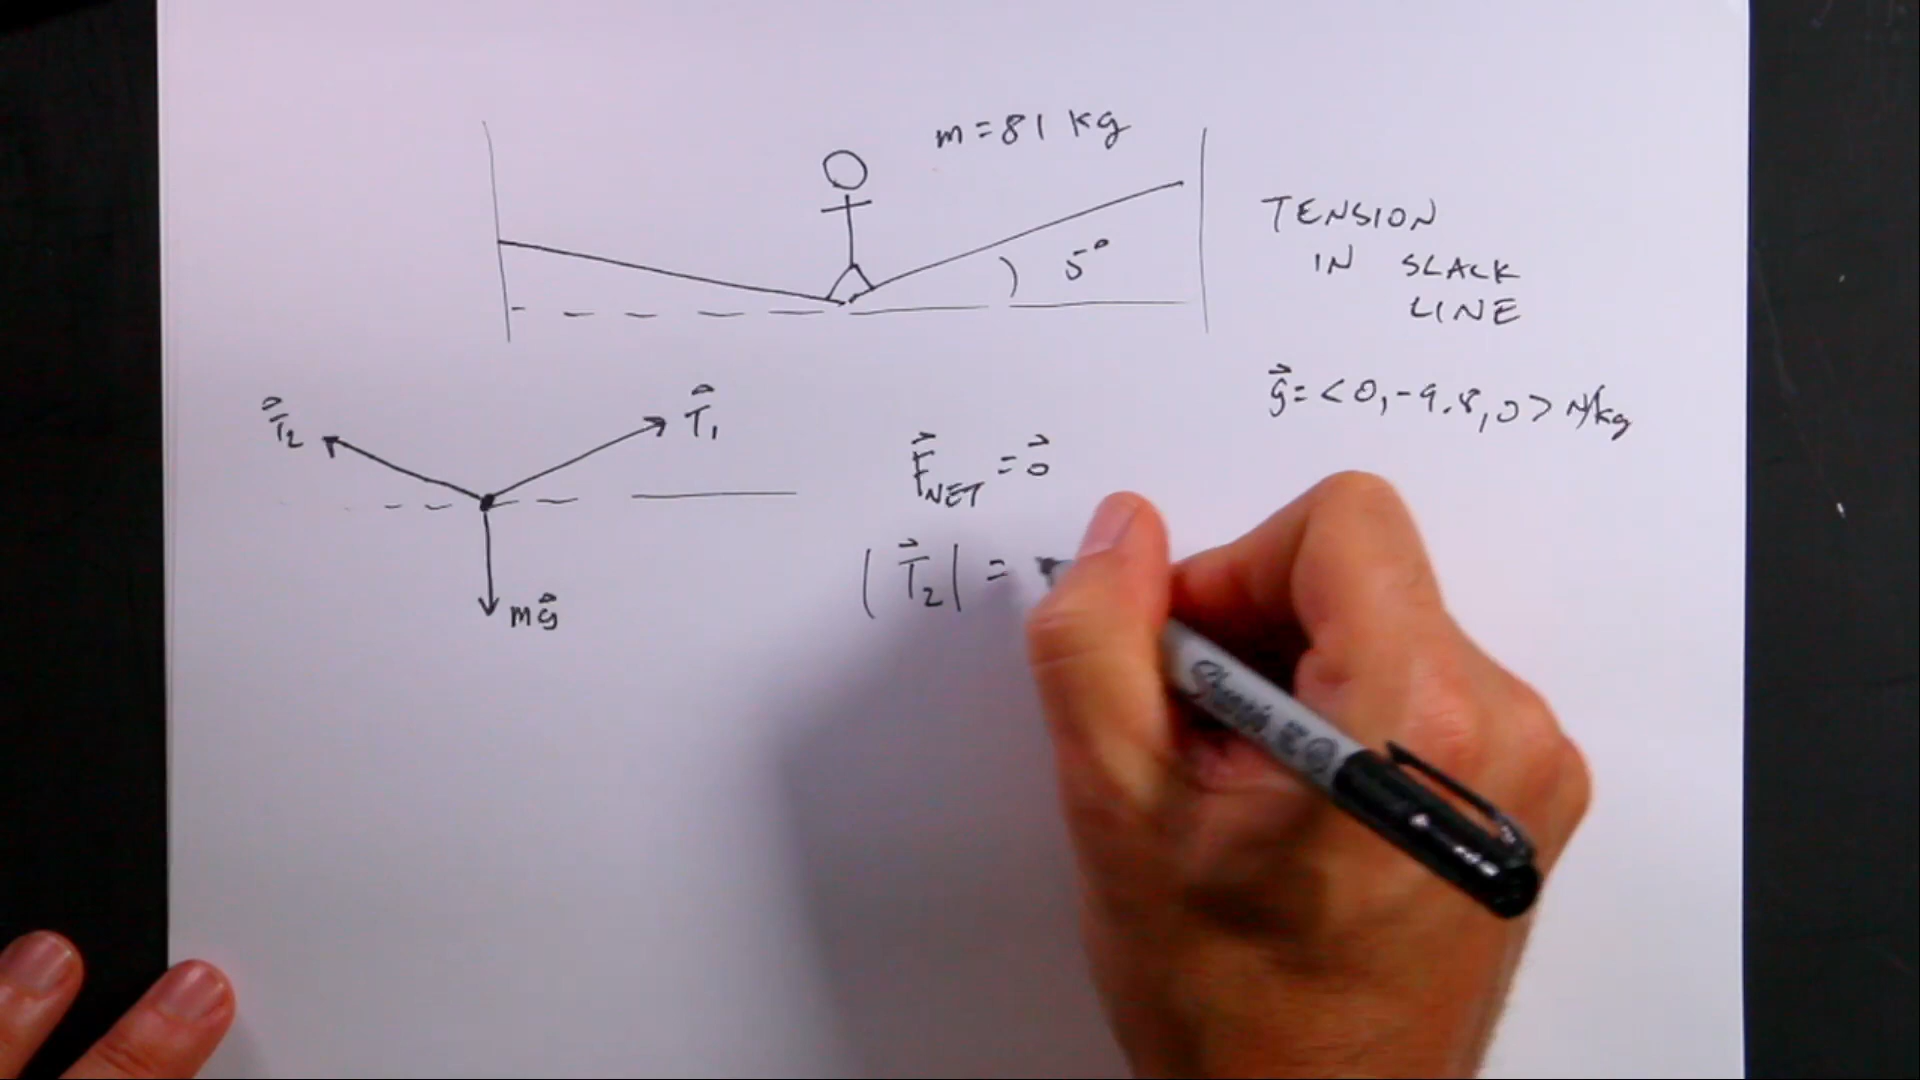 m = 81 kg
5°
TENSION
IN SLACK
LINE
g⃗ = <0, -9.8, 0> N/kg
T⃗₂
T⃗₁
mg⃗
F⃗NET = 0⃗
|T⃗₂| =
Sharpie